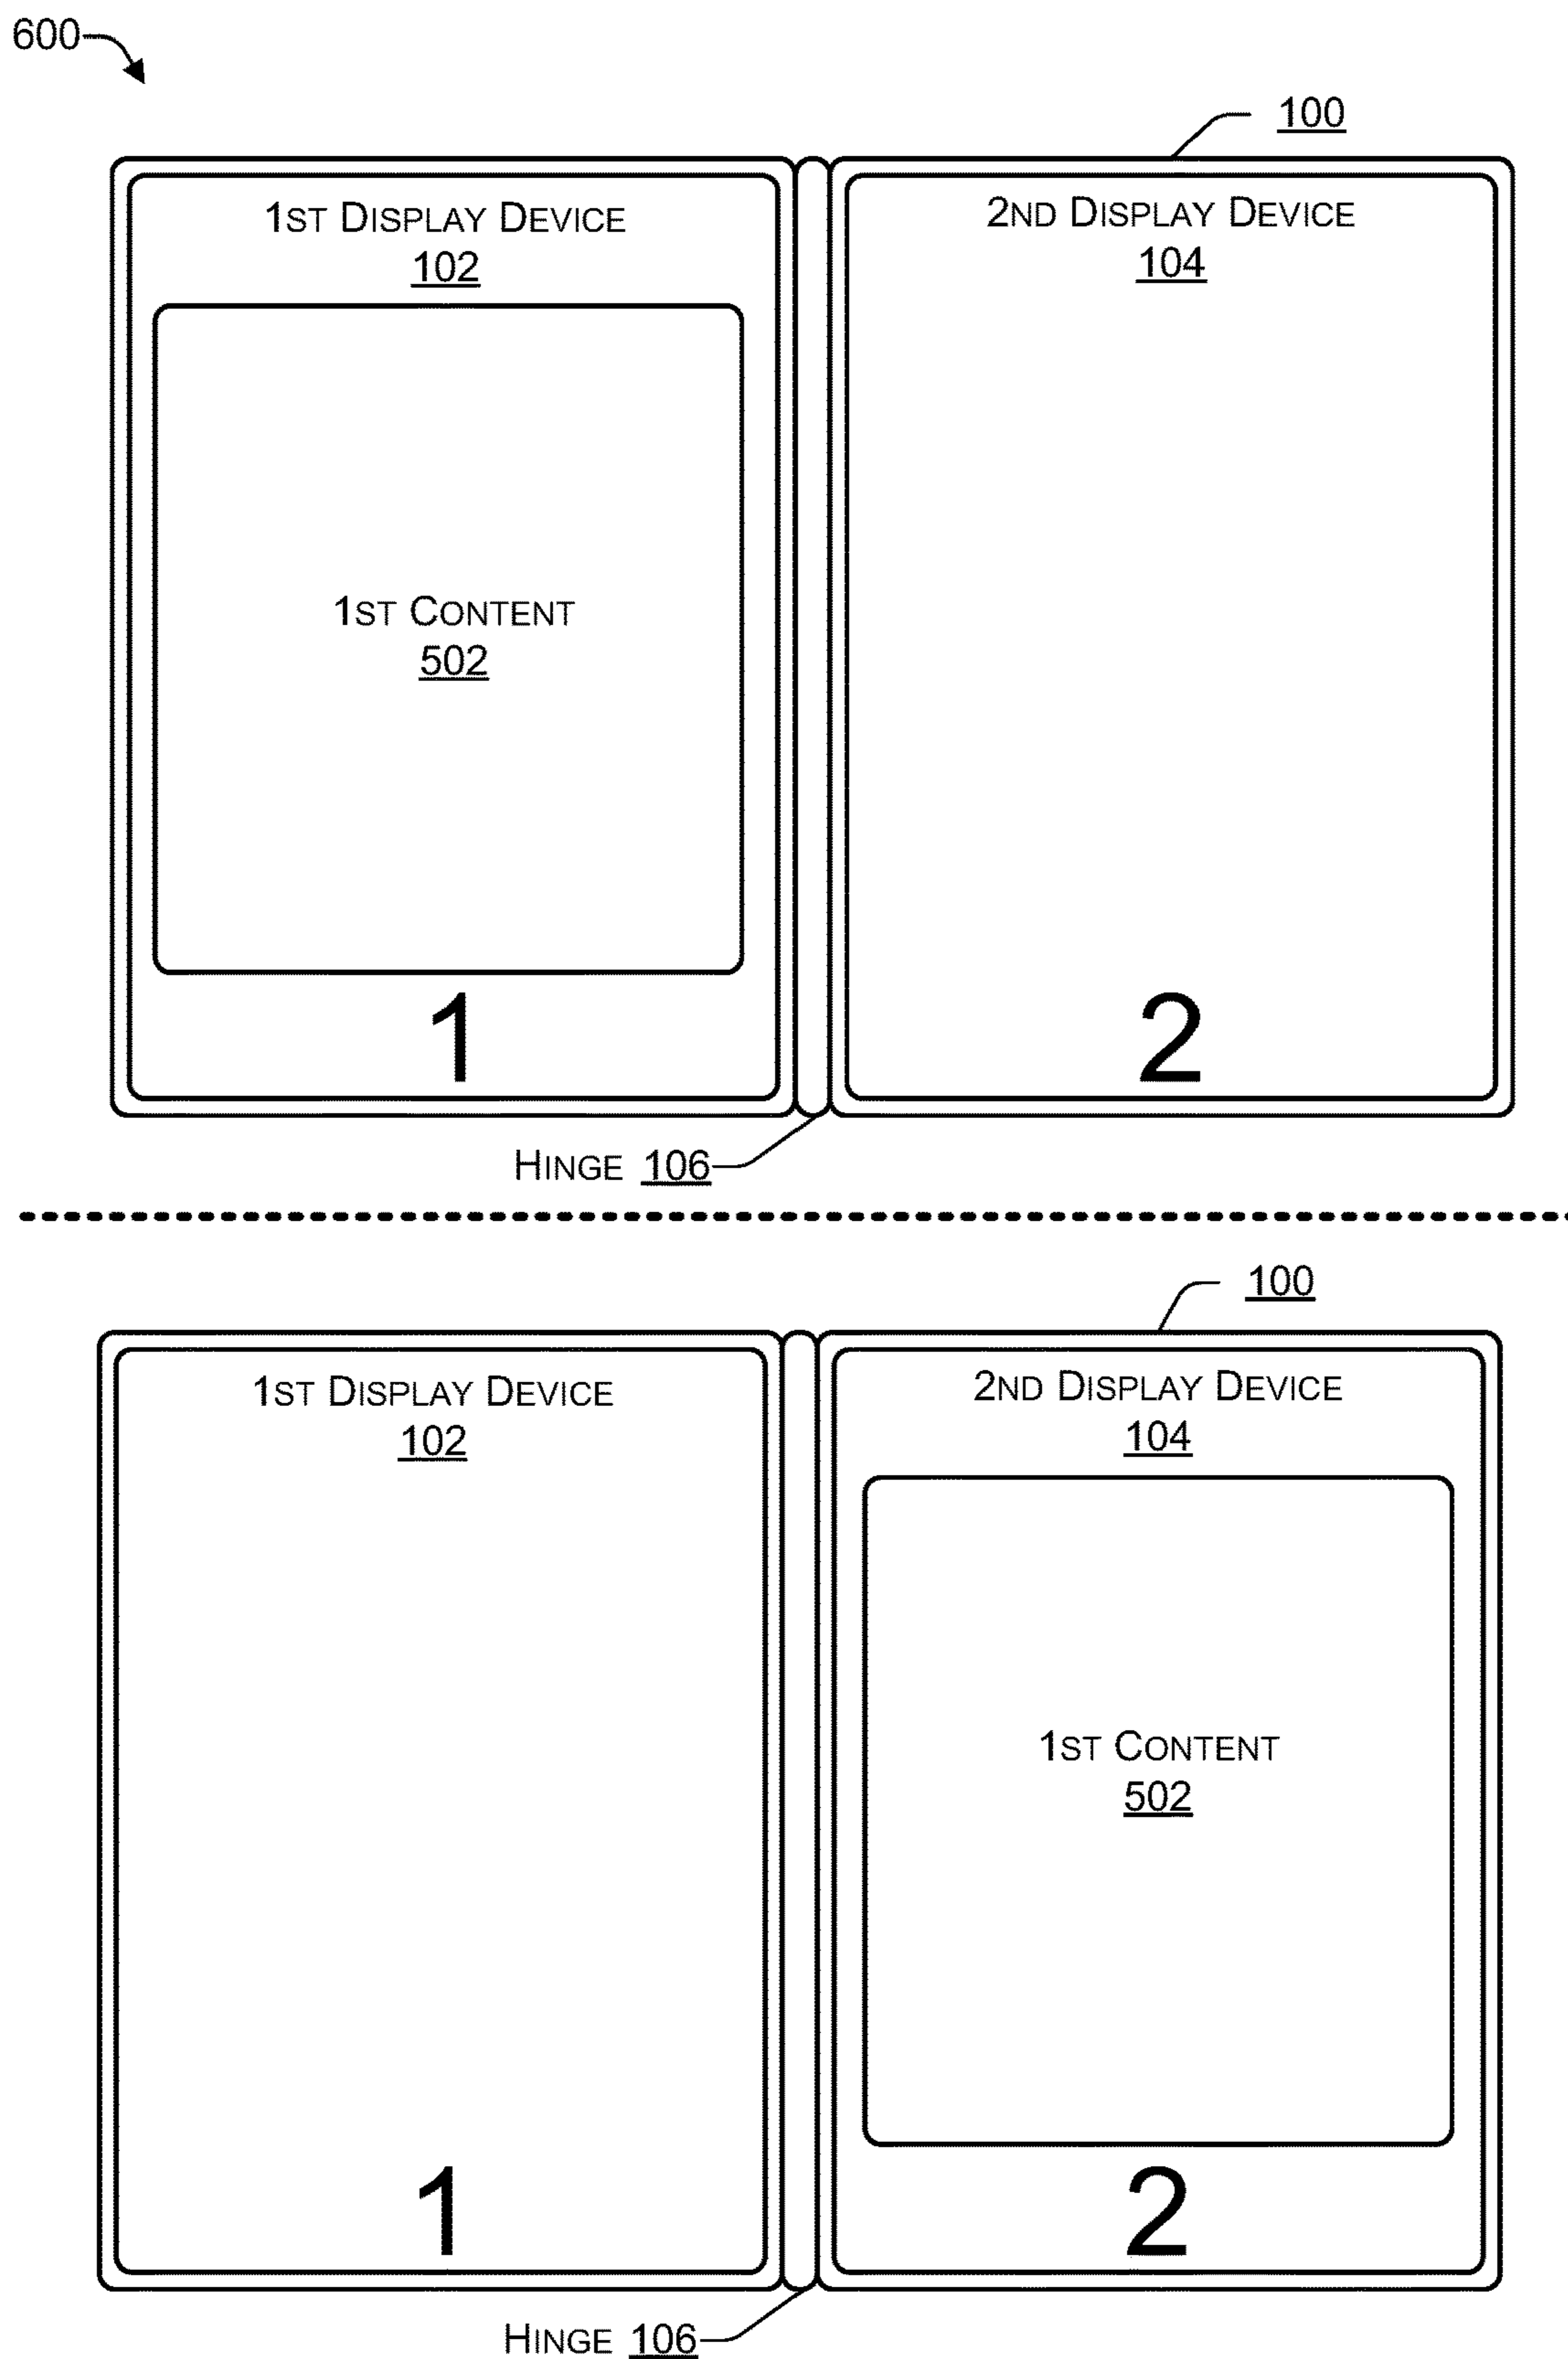 600
100
1ST DISPLAY DEVICE
102
2ND DISPLAY DEVICE
104
1ST CONTENT
502
1
2
HINGE 106
100
1ST DISPLAY DEVICE
102
2ND DISPLAY DEVICE
104
1ST CONTENT
502
1
2
HINGE 106